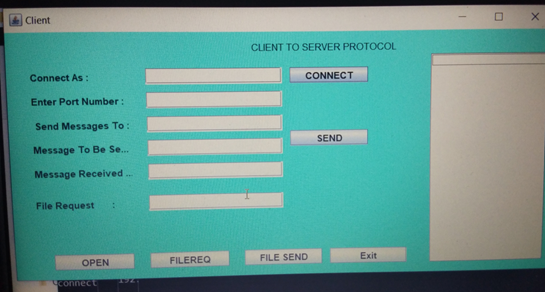 Client
CLIENT TO SERVER PROTOCOL
Connect As :
CONNECT
Enter Port Number :
Send Messages To :
SEND
Message To Be Se...
Message Received ...
File Request :
OPEN
FILEREQ
FILE SEND
Exit
connect 192.